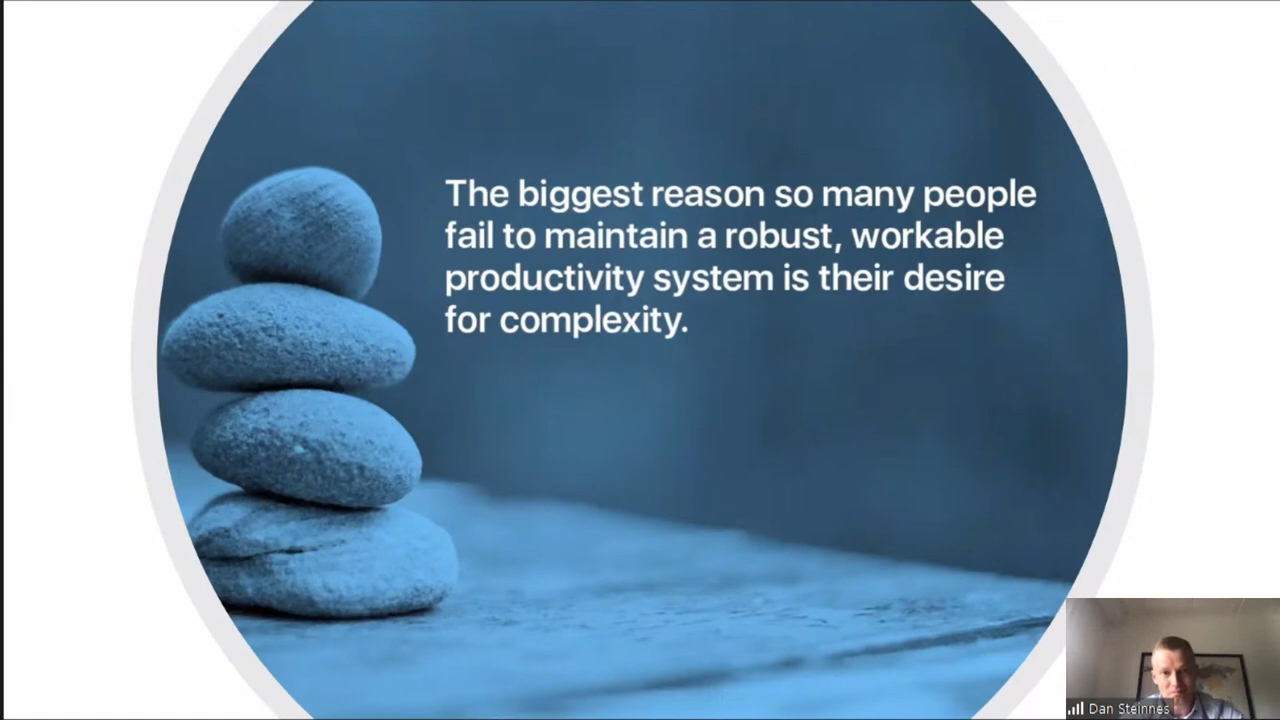 The biggest reason so many people
fail to maintain a robust, workable
productivity system is their desire
for complexity.
Dan Steinnes